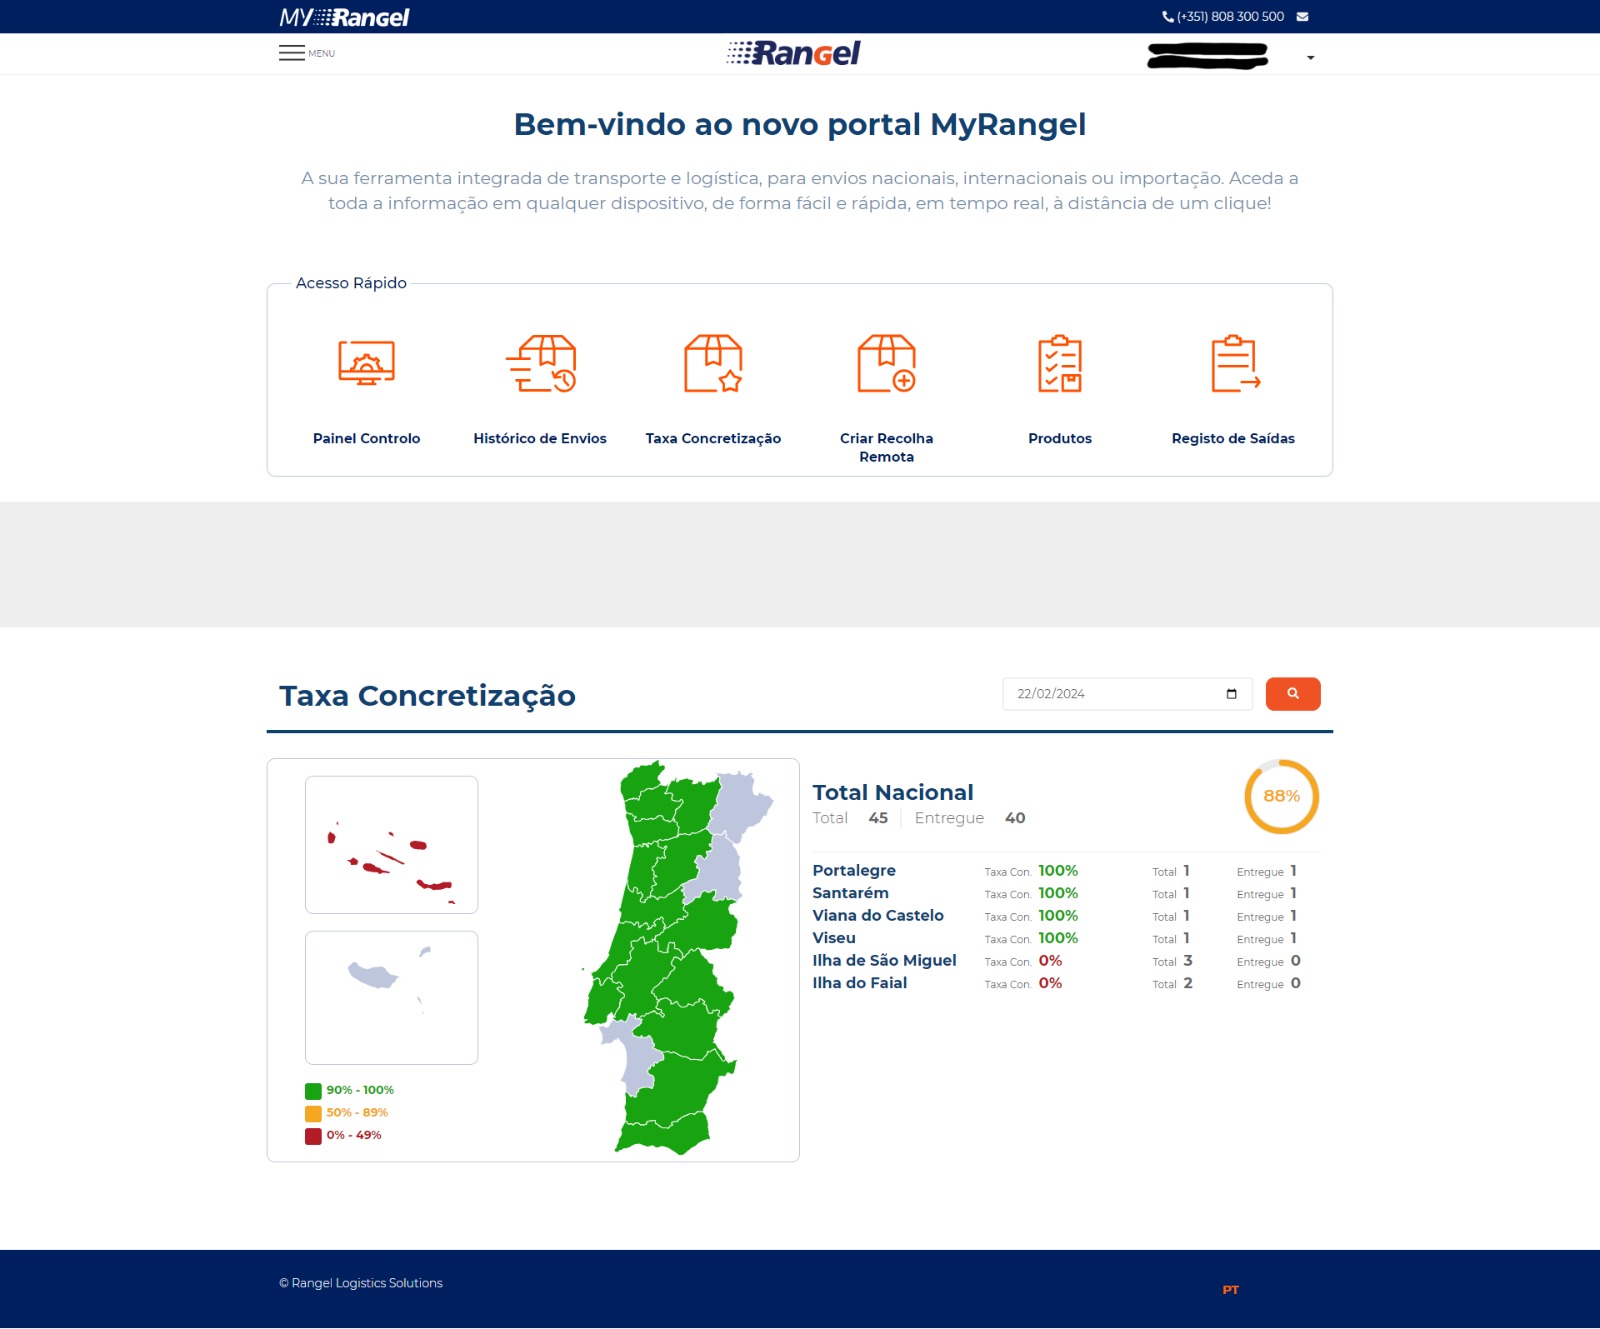 MY Rangel
(+351) 808 300 500
MENU
Rangel
Bem-vindo ao novo portal MyRangel
A sua ferramenta integrada de transporte e logística, para envios nacionais, internacionais ou importação. Aceda a
toda a informação em qualquer dispositivo, de forma fácil e rápida, em tempo real, à distância de um clique!
Acesso Rápido
Painel Controlo
Histórico de Envios
Taxa Concretização
Criar Recolha
Remota
Produtos
Registo de Saídas
Taxa Concretização
22/02/2024
90% - 100%
50% - 89%
0% - 49%
Total Nacional
Total 45 Entregue 40
88%
Portalegre Taxa Con. 100% Total 1 Entregue 1
Santarém Taxa Con. 100% Total 1 Entregue 1
Viana do Castelo Taxa Con. 100% Total 1 Entregue 1
Viseu Taxa Con. 100% Total 1 Entregue 1
Ilha de São Miguel Taxa Con. 0% Total 3 Entregue 0
Ilha do Faial Taxa Con. 0% Total 2 Entregue 0
© Rangel Logistics Solutions
PT